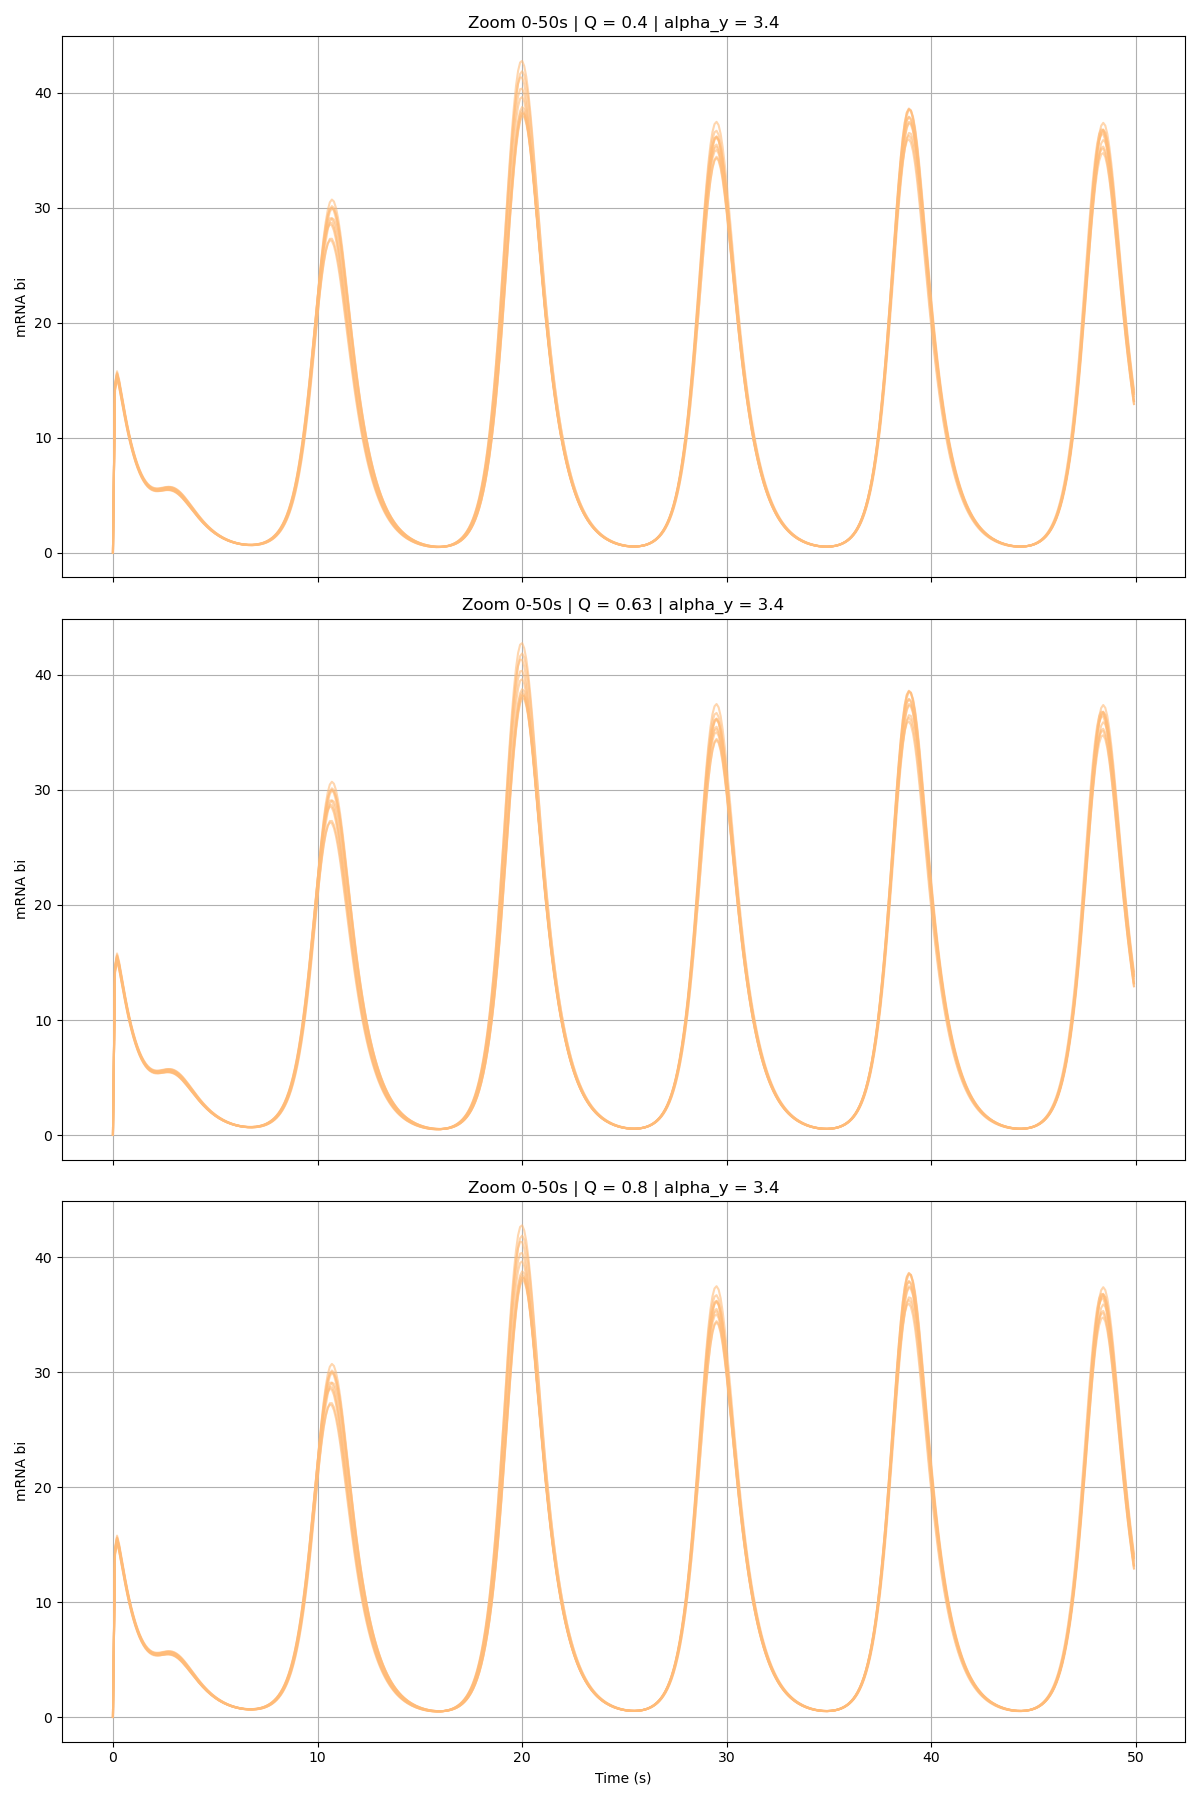 Zoom 0-50s | Q = 0.4 | alpha_y = 3.4
40
30
20
10
0
mRNA bi
Zoom 0-50s | Q = 0.63 | alpha_y = 3.4
40
30
20
10
0
mRNA bi
Zoom 0-50s | Q = 0.8 | alpha_y = 3.4
40
30
20
10
0
mRNA bi
0 10 20 30 40 50
Time (s)